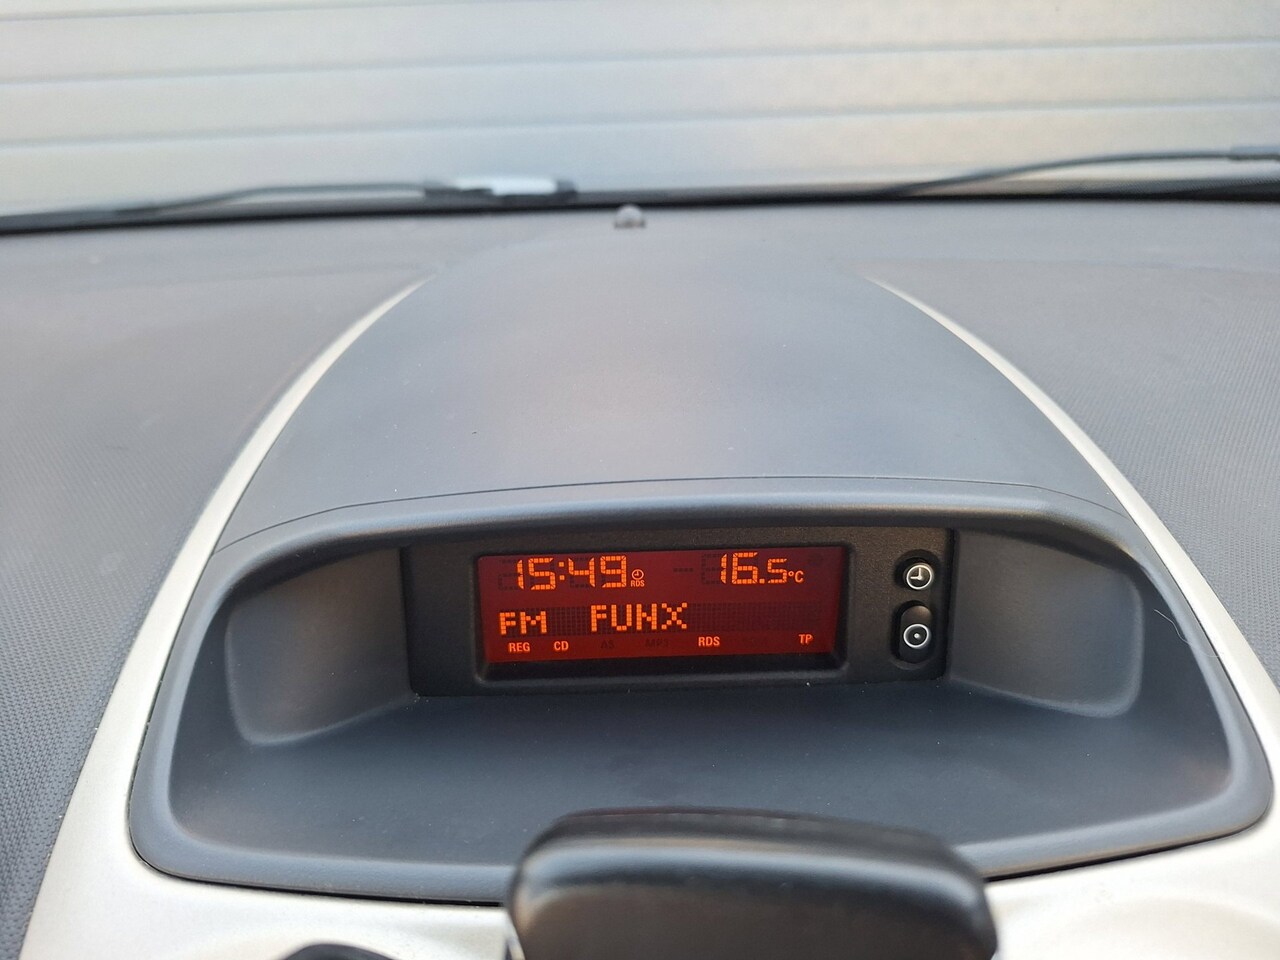 15:49 RDS 16.5°C
FM FUNX
REG CD AS MP3 RDS TP